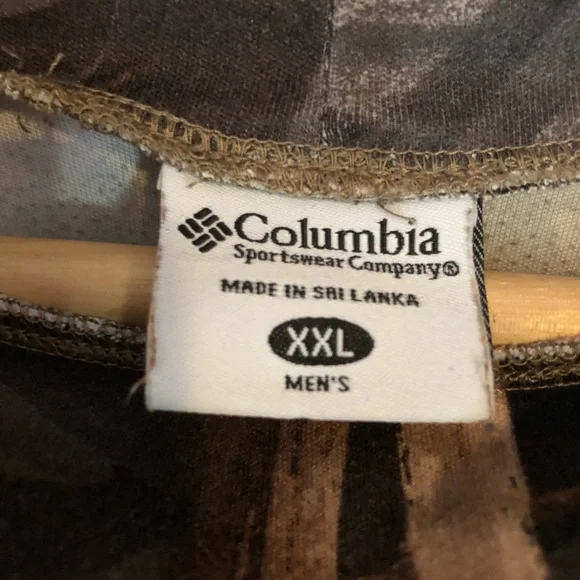 Columbia
Sportswear Company®
MADE IN SRI LANKA
XXL
MEN'S